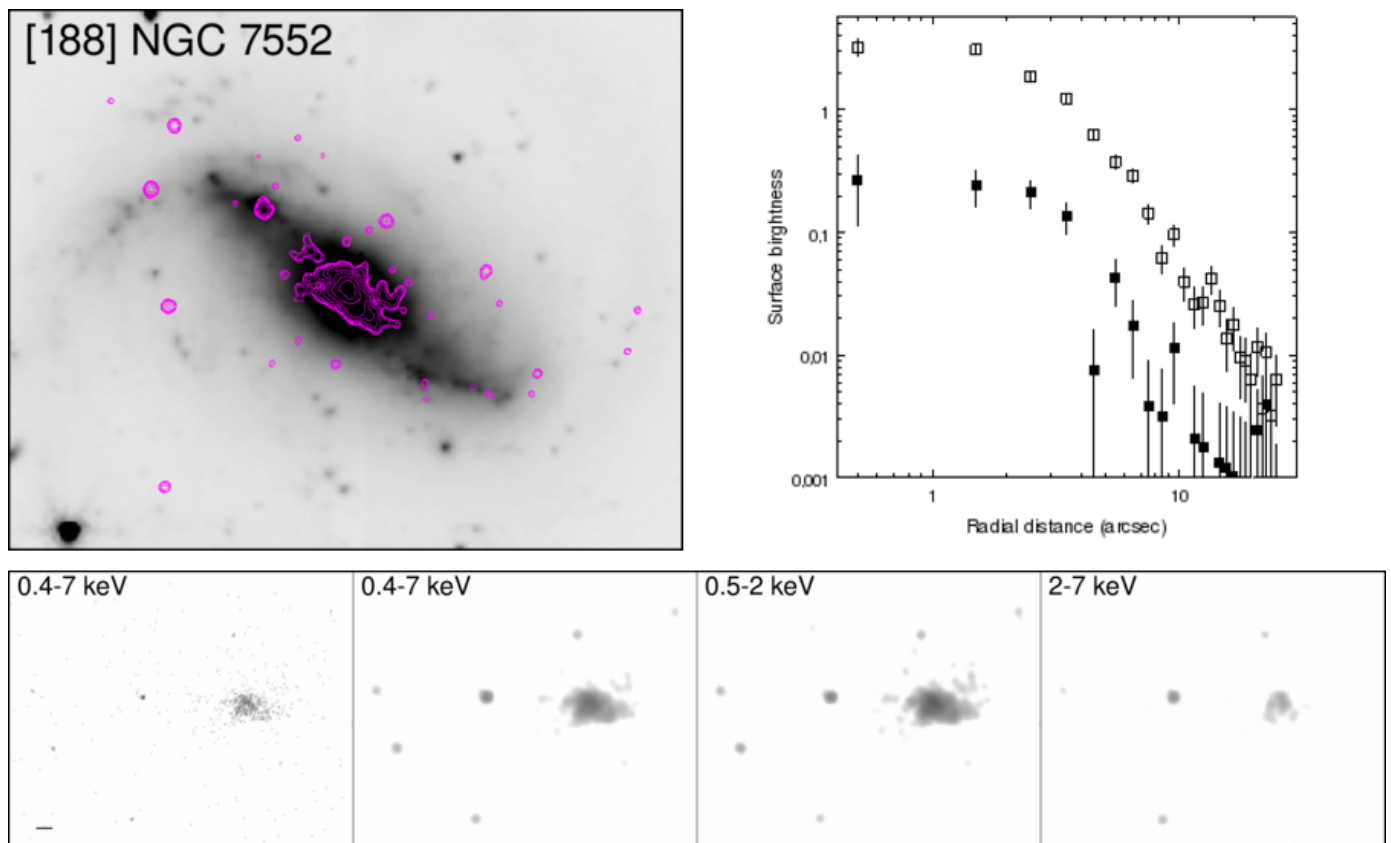 [188] NGC 7552
1
0,1
0,01
0,001
Surface birghtness
1
10
Radial distance (arcsec)
0.4-7 keV
0.4-7 keV
0.5-2 keV
2-7 keV